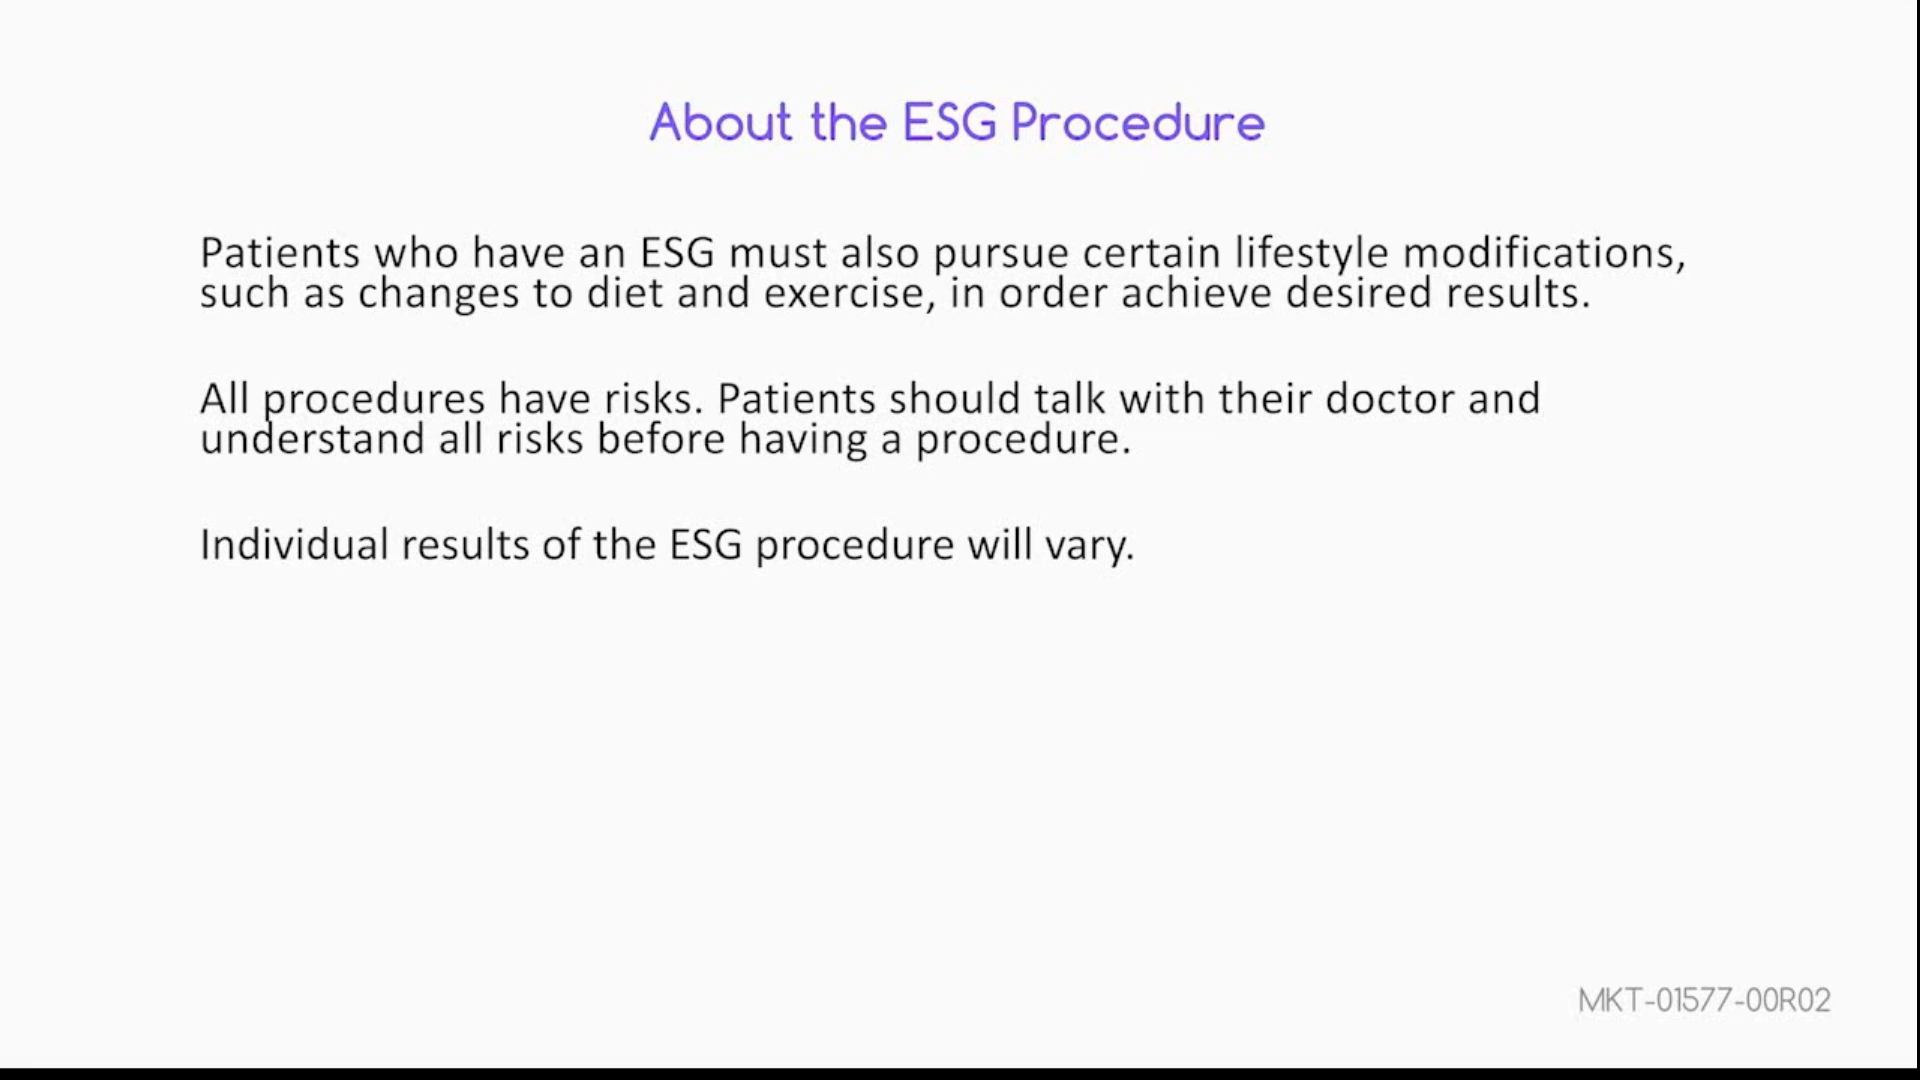 About the ESG Procedure
Patients who have an ESG must also pursue certain lifestyle modifications,
such as changes to diet and exercise, in order achieve desired results.
All procedures have risks. Patients should talk with their doctor and
understand all risks before having a procedure.
Individual results of the ESG procedure will vary.
MKT-01577-00R02